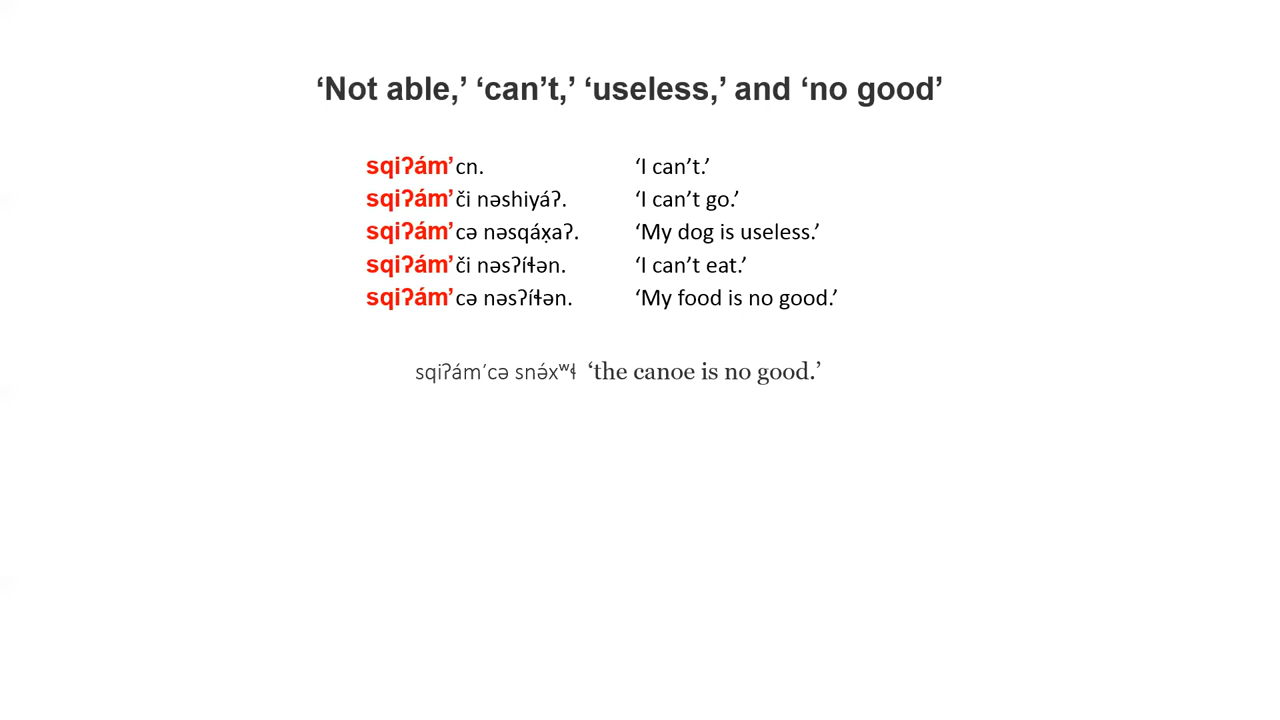 ‘Not able,’ ‘can’t,’ ‘useless,’ and ‘no good’
sqiʔám’ cn. ‘I can’t.’
sqiʔám’ či nəshiyáʔ. ‘I can’t go.’
sqiʔám’ cə nəsqáx̣aʔ. ‘My dog is useless.’
sqiʔám’ či nəsʔíɬən. ‘I can’t eat.’
sqiʔám’ cə nəsʔíɬən. ‘My food is no good.’
sqiʔám’cə snə́xʷɬ ‘the canoe is no good.’